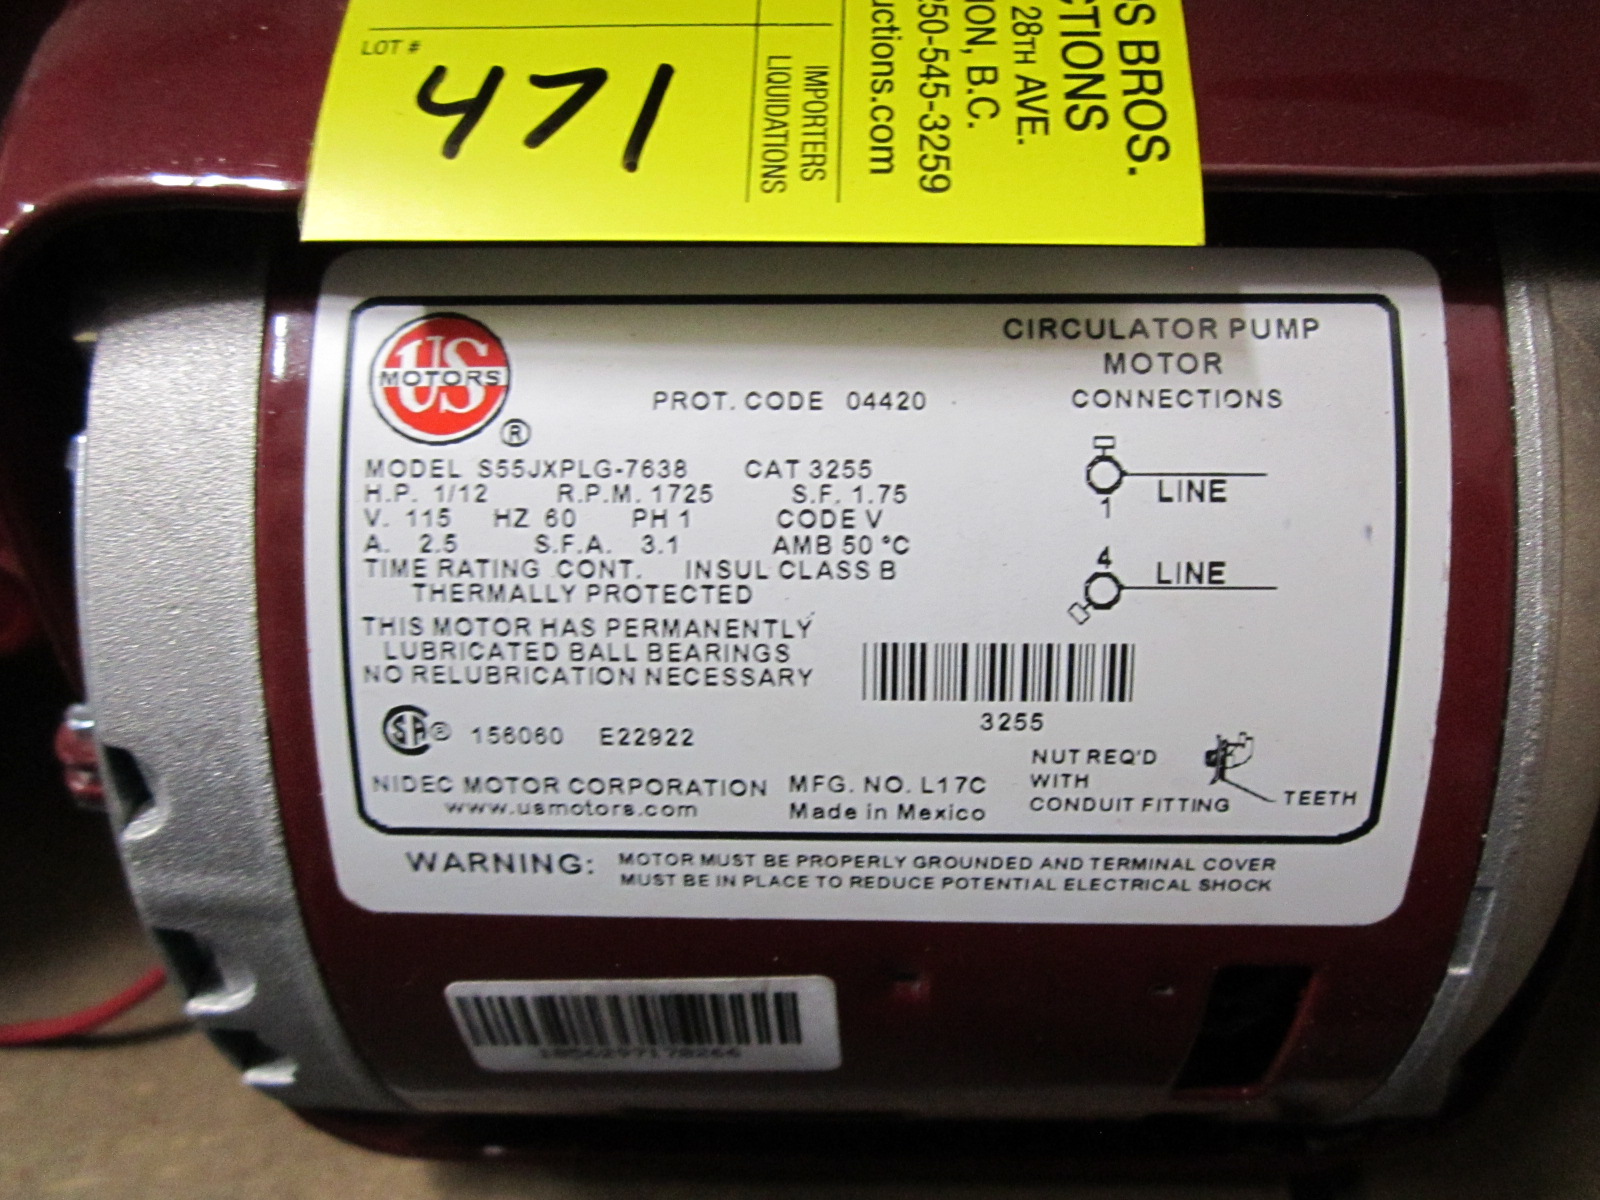 LOT #
471
IMPORTERS
LIQUIDATIONS
S BROS.
CTIONS
28TH AVE.
ION, B.C.
250-545-3259
uctions.com
US
MOTORS
®
PROT. CODE 04420
CIRCULATOR PUMP
MOTOR
CONNECTIONS
MODEL S55JXPLG-7638 CAT 3255
H.P. 1/12 R.P.M. 1725 S.F. 1.75
V. 115 HZ 60 PH 1 CODE V
A. 2.5 S.F.A. 3.1 AMB 50 °C
TIME RATING CONT. INSUL CLASS B
THERMALLY PROTECTED
1 LINE
4 LINE
THIS MOTOR HAS PERMANENTLY
LUBRICATED BALL BEARINGS
NO RELUBRICATION NECESSARY
3255
SA® 156060 E22922
NUT REQ'D
WITH
CONDUIT FITTING
TEETH
NIDEC MOTOR CORPORATION MFG. NO. L17C
www.usmotors.com Made in Mexico
WARNING: MOTOR MUST BE PROPERLY GROUNDED AND TERMINAL COVER
MUST BE IN PLACE TO REDUCE POTENTIAL ELECTRICAL SHOCK